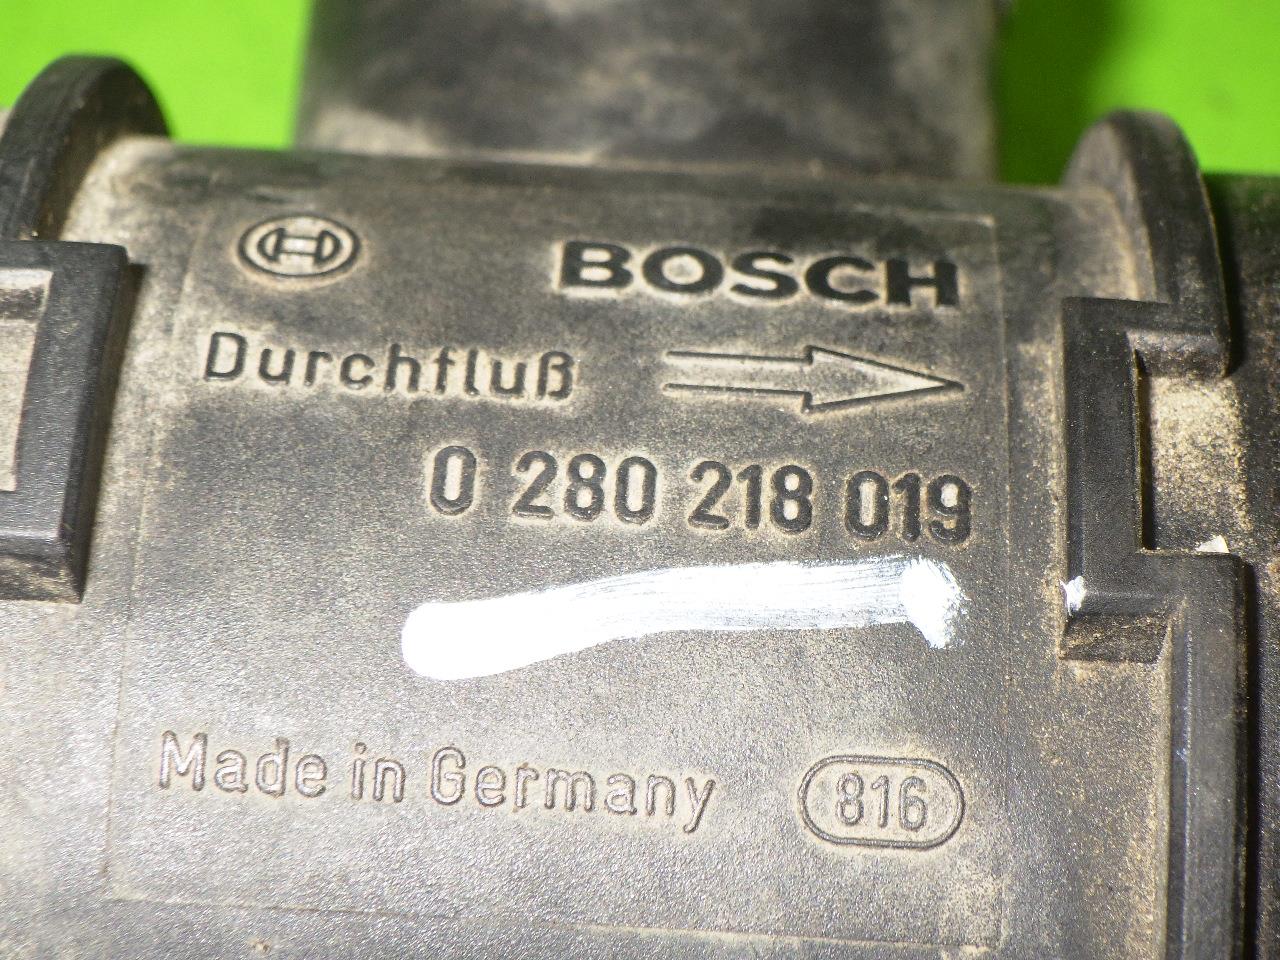 BOSCH
Durchfluß
0 280 218 019
Made in Germany 816